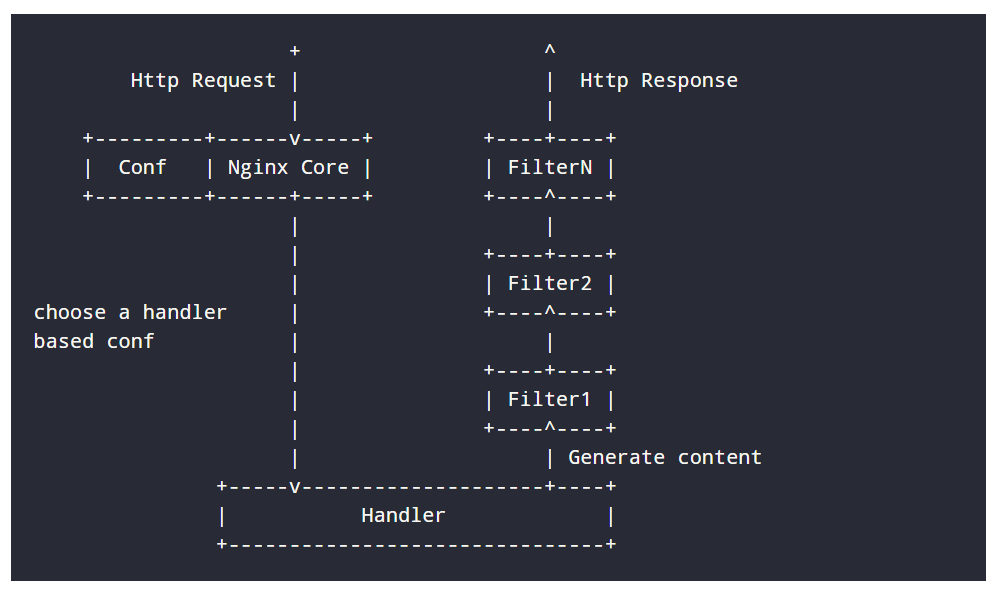 +                    ^
        Http Request |                    |  Http Response
                     |                    |
    +---------+------v-----+         +----+----+
    |  Conf   | Nginx Core |         | FilterN |
    +---------+------+-----+         +----^----+
                     |                    |
                     |               +----+----+
                     |               | Filter2 |
choose a handler     |               +----^----+
based conf           |                    |
                     |               +----+----+
                     |               | Filter1 |
                     |               +----^----+
                     |                    | Generate content
               +-----v--------------------+----+
               |           Handler             |
               +-------------------------------+